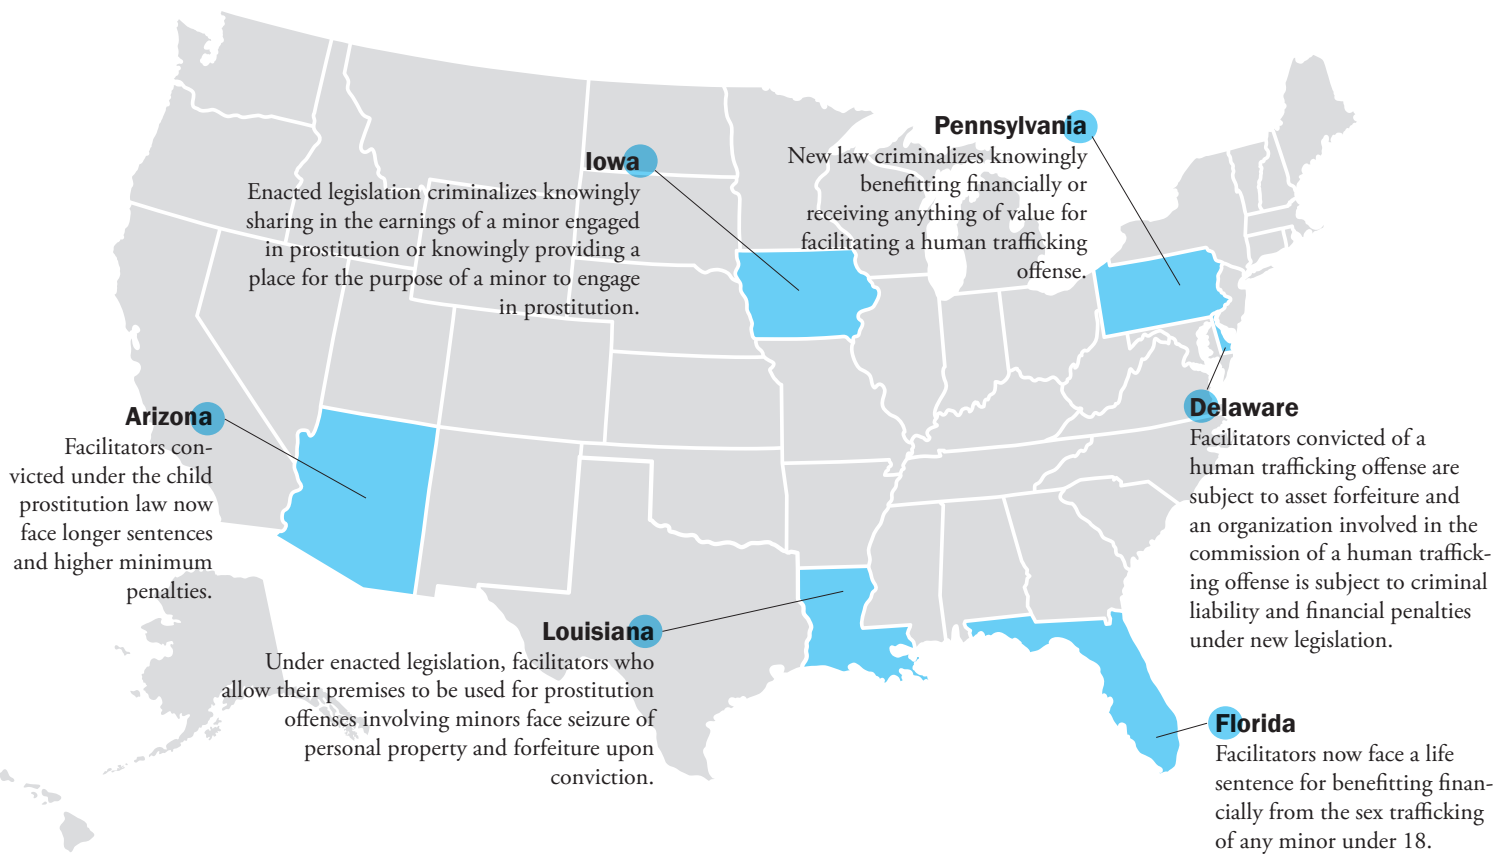 Pennsylvania
New law criminalizes knowingly
benefitting financially or
receiving anything of value for
facilitating a human trafficking
offense.
Iowa
Enacted legislation criminalizes knowingly
sharing in the earnings of a minor engaged
in prostitution or knowingly providing a
place for the purpose of a minor to engage
in prostitution.
Arizona
Facilitators con-
victed under the child
prostitution law now
face longer sentences
and higher minimum
penalties.
Delaware
Facilitators convicted of a
human trafficking offense are
subject to asset forfeiture and
an organization involved in the
commission of a human traffick-
ing offense is subject to criminal
liability and financial penalties
under new legislation.
Louisiana
Under enacted legislation, facilitators who
allow their premises to be used for prostitution
offenses involving minors face seizure of
personal property and forfeiture upon
conviction.
Florida
Facilitators now face a life
sentence for benefitting finan-
cially from the sex trafficking
of any minor under 18.